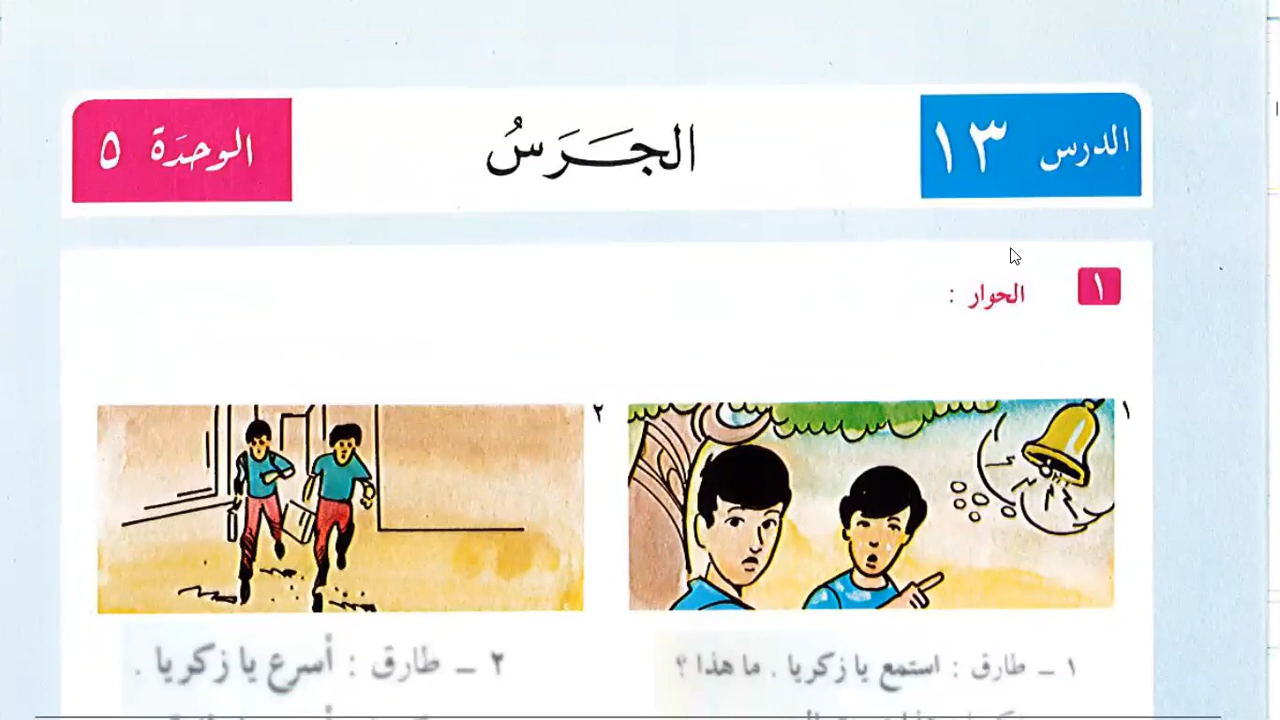 الدرس ١٣
الجَرَسُ
الوحدَة ٥
١
الحوار :
١
٢
١ – طارق : استمع يا زكريا . ما هذا ؟
٢ – طارق : أسرع يا زكريا .